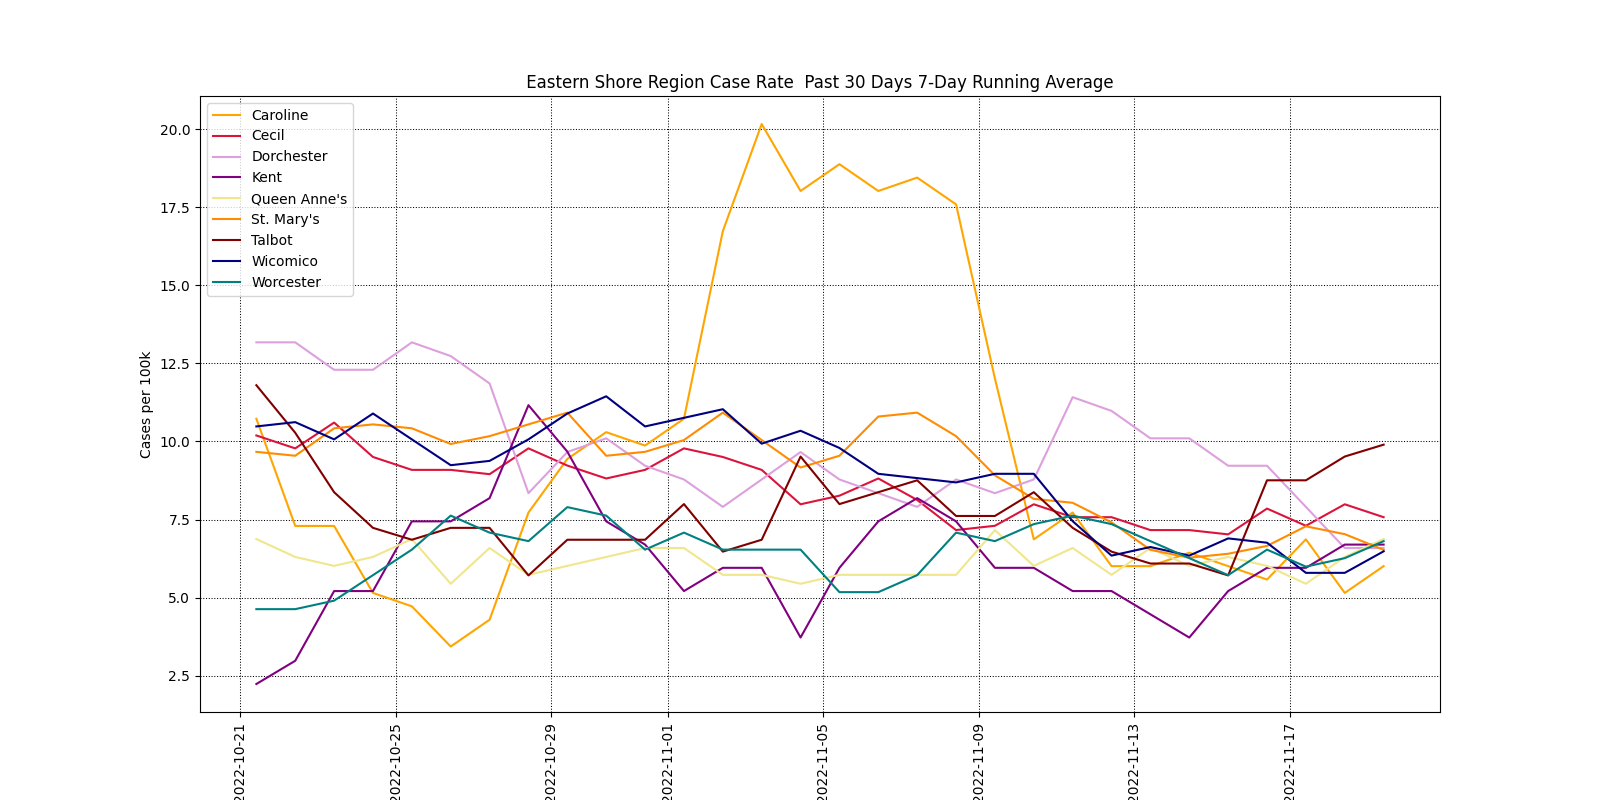 Eastern Shore Region Case Rate  Past 30 Days 7-Day Running Average
Caroline
Cecil
Dorchester
Kent
Queen Anne's
St. Mary's
Talbot
Wicomico
Worcester
Cases per 100k
20.0
17.5
15.0
12.5
10.0
7.5
5.0
2.5
2022-10-21
2022-10-25
2022-10-29
2022-11-01
2022-11-05
2022-11-09
2022-11-13
2022-11-17